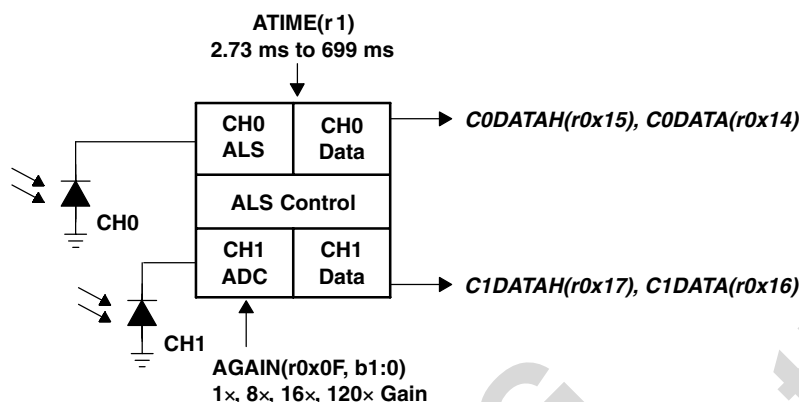 ATIME(r 1)
2.73 ms to 699 ms
CH0
ALS
CH0
Data
C0DATAH(r0x15), C0DATA(r0x14)
ALS Control
CH0
CH1
ADC
CH1
Data
C1DATAH(r0x17), C1DATA(r0x16)
CH1
AGAIN(r0x0F, b1:0)
1×, 8×, 16×, 120× Gain